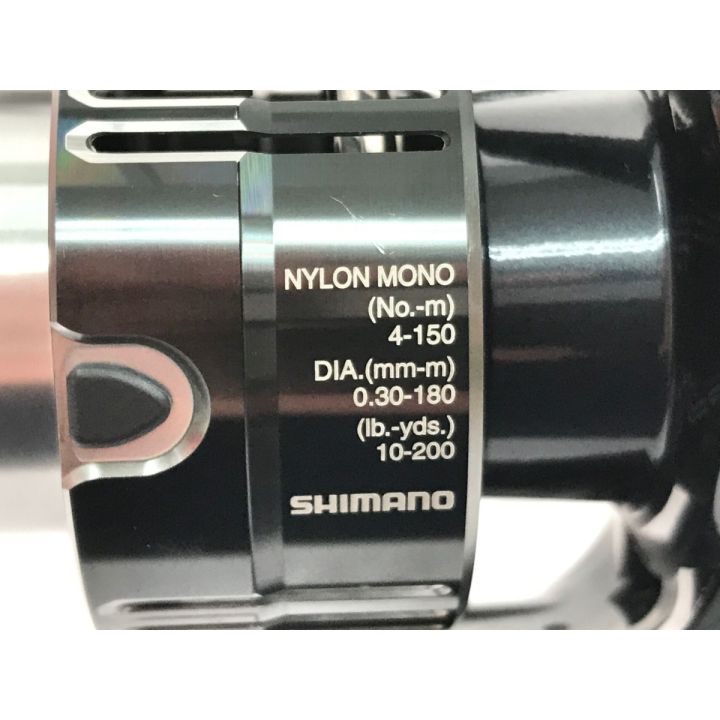 NYLON MONO
(No.-m)
4-150
DIA.(mm-m)
0.30-180
(lb.-yds.)
10-200
SHIMANO